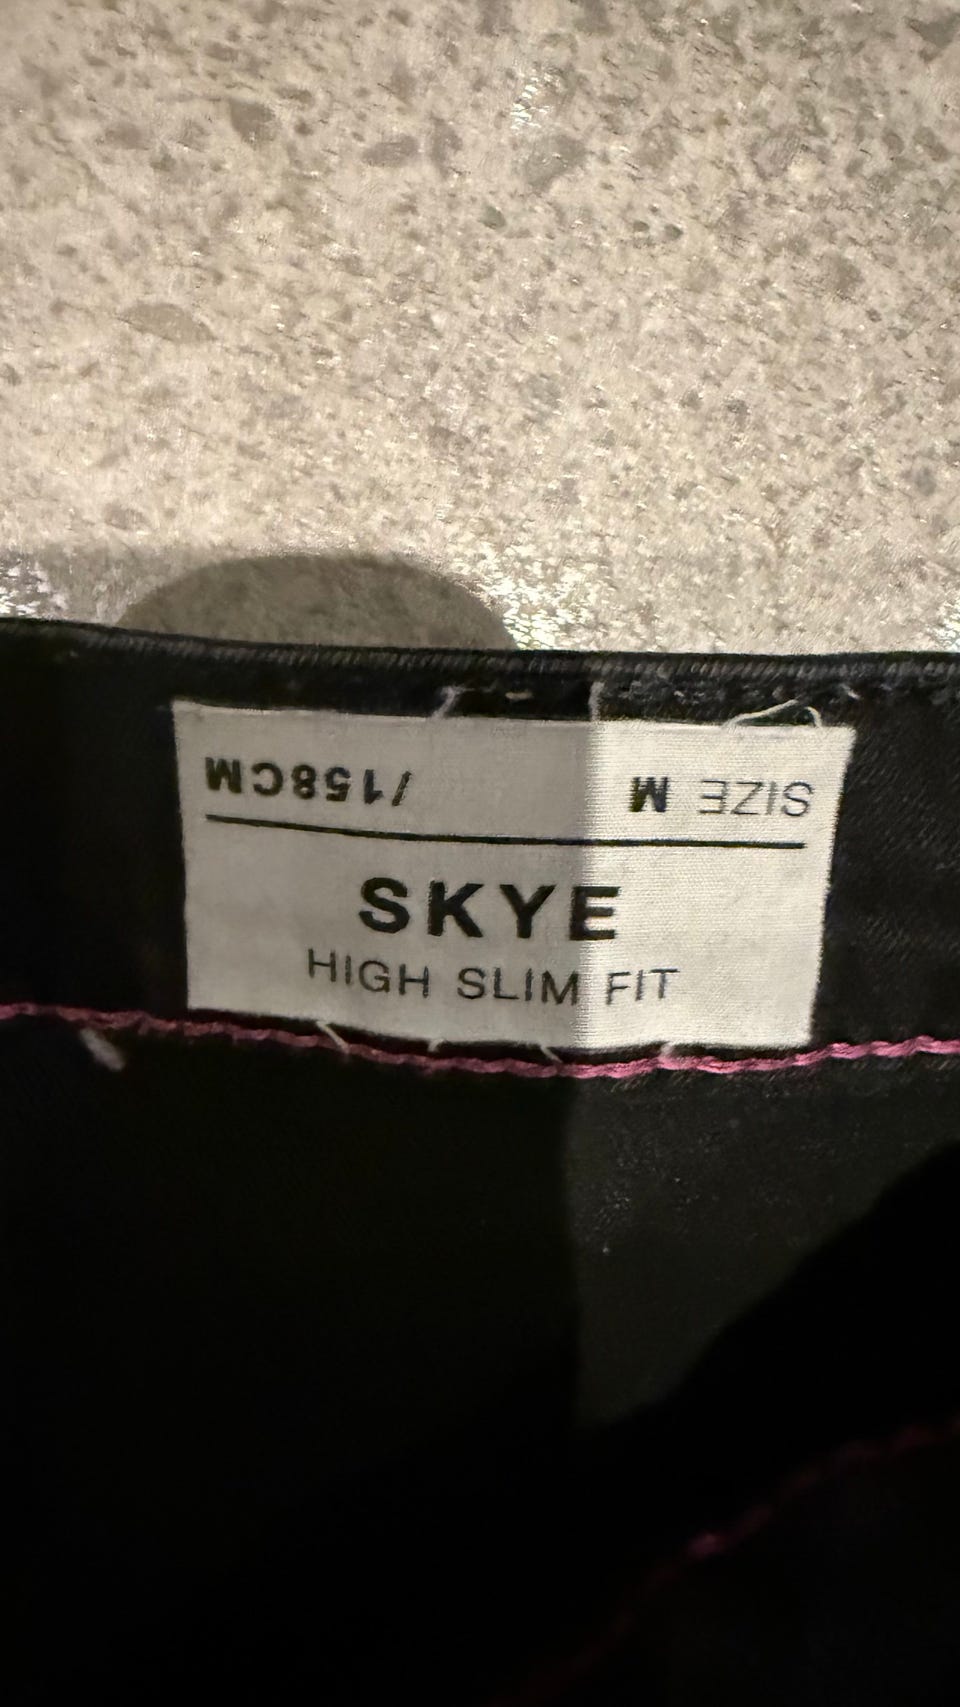 SIZE M /158CM
SKYE
HIGH SLIM FIT